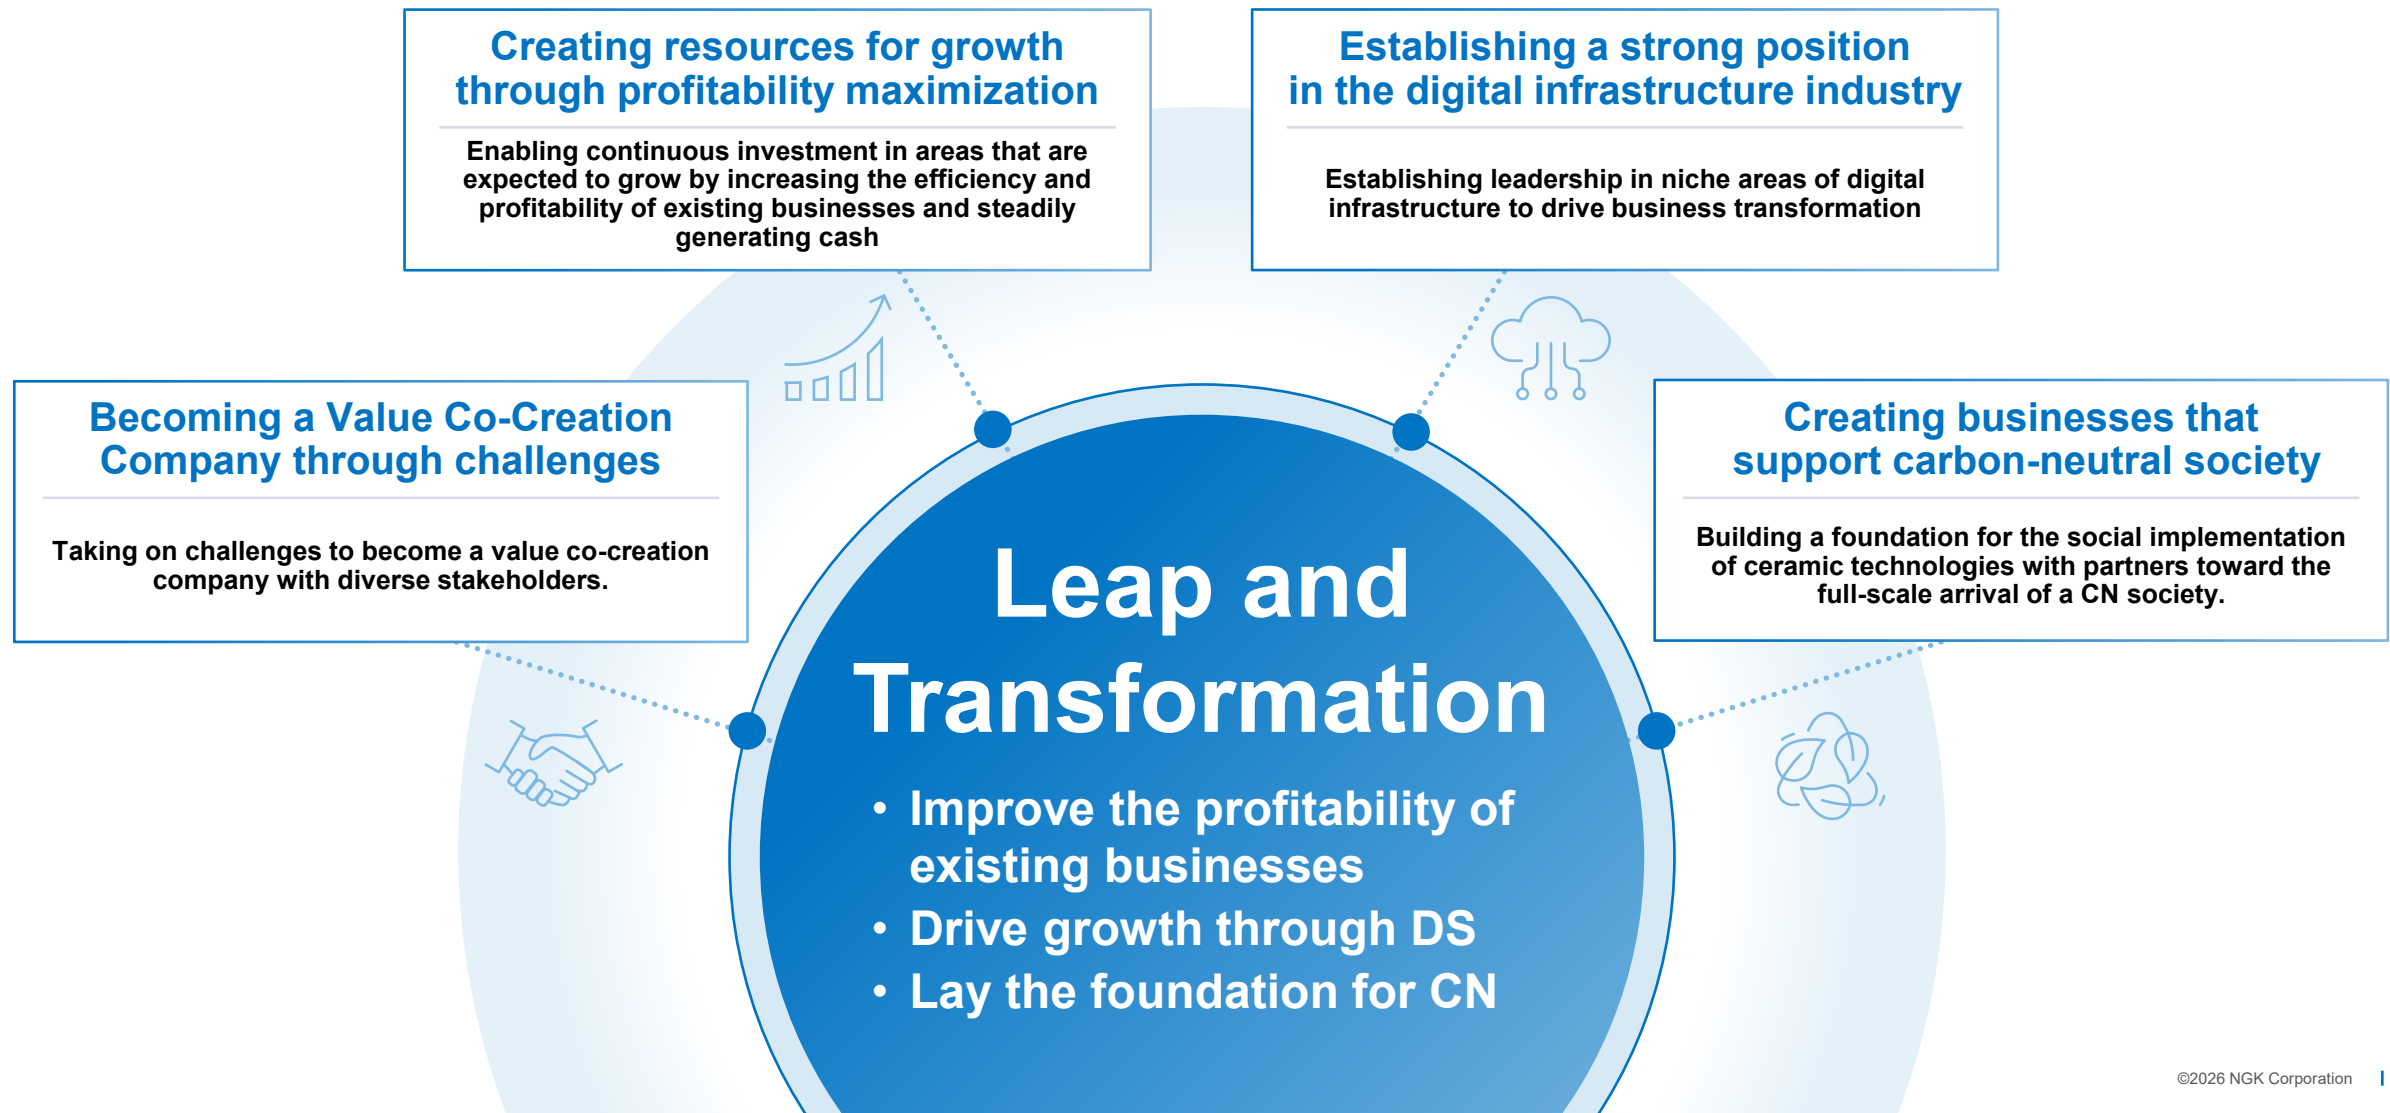 Creating resources for growth
through profitability maximization
Enabling continuous investment in areas that are
expected to grow by increasing the efficiency and
profitability of existing businesses and steadily
generating cash
Establishing a strong position
in the digital infrastructure industry
Establishing leadership in niche areas of digital
infrastructure to drive business transformation
Becoming a Value Co-Creation
Company through challenges
Taking on challenges to become a value co-creation
company with diverse stakeholders.
Creating businesses that
support carbon-neutral society
Building a foundation for the social implementation
of ceramic technologies with partners toward the
full-scale arrival of a CN society.
Leap and
Transformation
• Improve the profitability of
existing businesses
• Drive growth through DS
• Lay the foundation for CN
©2026 NGK Corporation